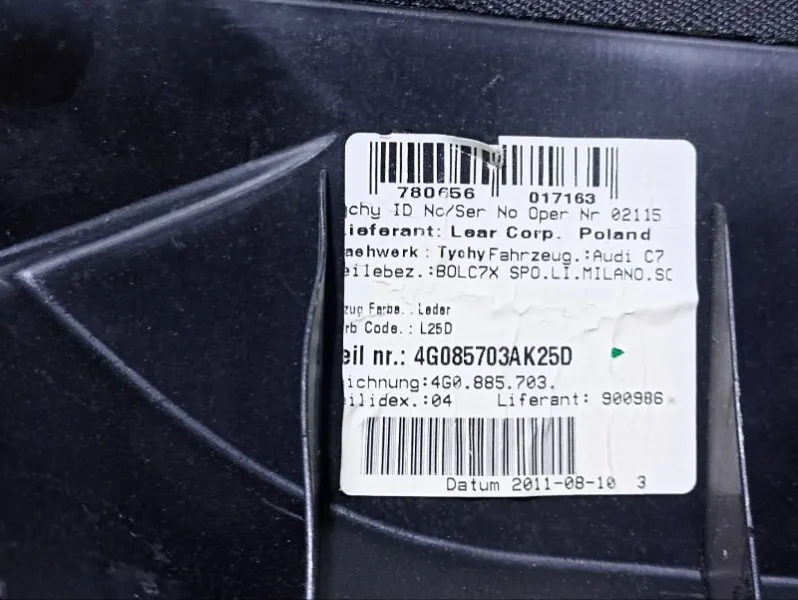 780656 017163
ychy ID No/Ser No Oper Nr 02115
Lieferant: Lear Corp. Poland
aehwerk : Tychy Fahrzeug.:Audi C7
eilebez.:BOLC7X SPO.LI.MILANO.SC
zug Farbe. : Leder
rb Code. : L25D
eil nr.: 4G085703AK25D
ichnung:4G0.885.703.
eilidex.:04 Liferant: 900986
Datum 2011-08-10 3